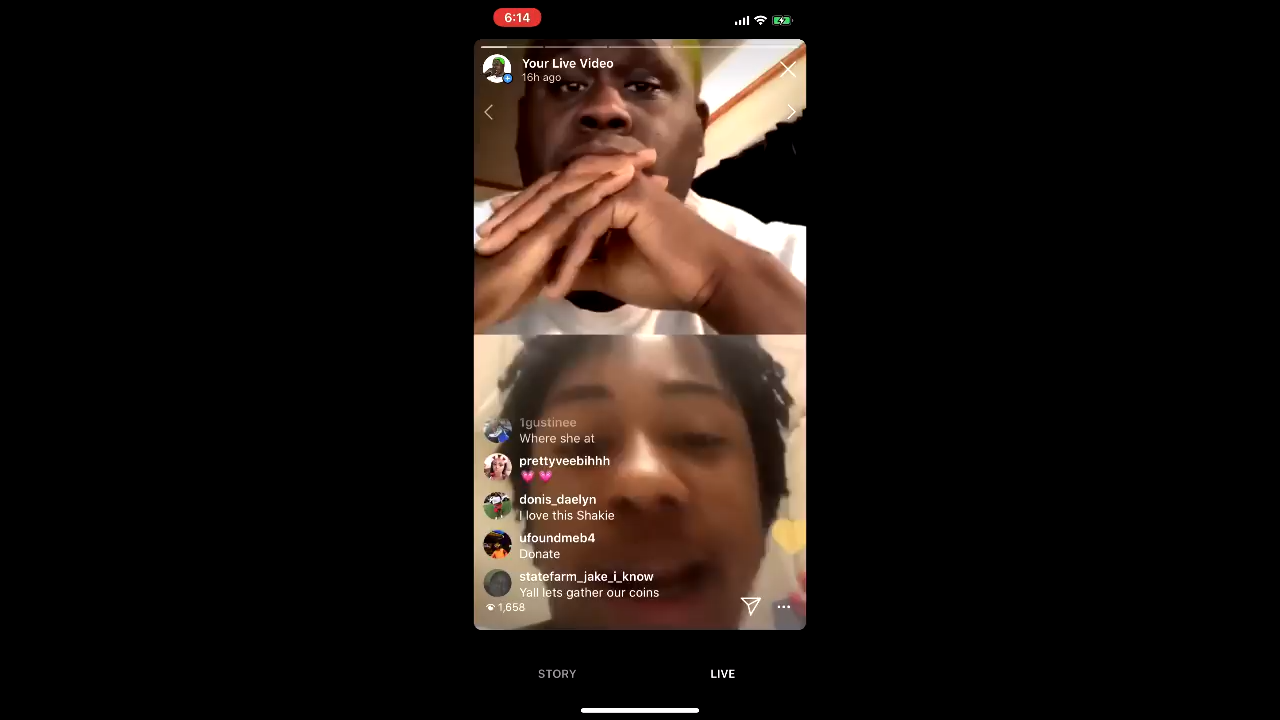 6:14
Your Live Video
16h ago
1gustinee
Where she at
prettyveebihhh
donis_daelyn
I love this Shakie
ufoundmeb4
Donate
statefarm_jake_i_know
Yall lets gather our coins
1,658
STORY
LIVE